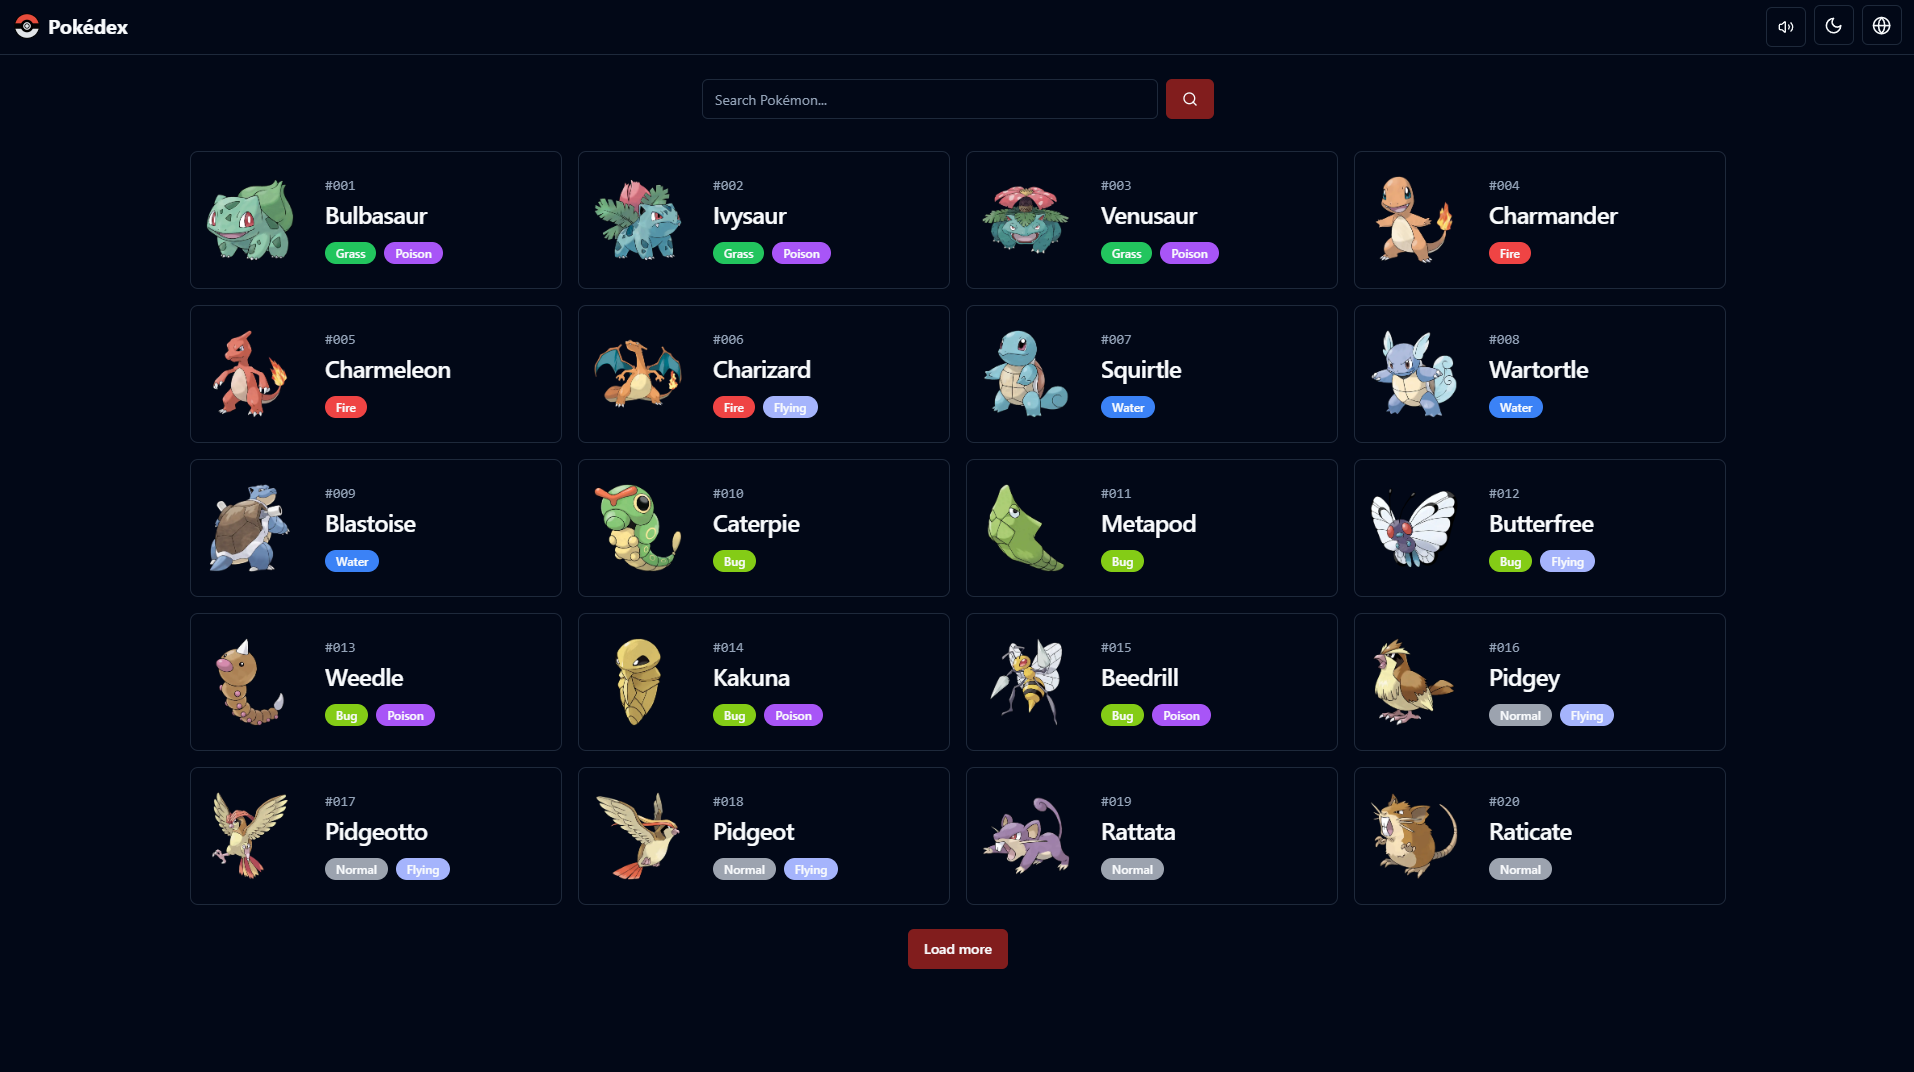 Pokédex
Search Pokémon...
#001
Bulbasaur
Grass Poison
#002
Ivysaur
Grass Poison
#003
Venusaur
Grass Poison
#004
Charmander
Fire
#005
Charmeleon
Fire
#006
Charizard
Fire Flying
#007
Squirtle
Water
#008
Wartortle
Water
#009
Blastoise
Water
#010
Caterpie
Bug
#011
Metapod
Bug
#012
Butterfree
Bug Flying
#013
Weedle
Bug Poison
#014
Kakuna
Bug Poison
#015
Beedrill
Bug Poison
#016
Pidgey
Normal Flying
#017
Pidgeotto
Normal Flying
#018
Pidgeot
Normal Flying
#019
Rattata
Normal
#020
Raticate
Normal
Load more